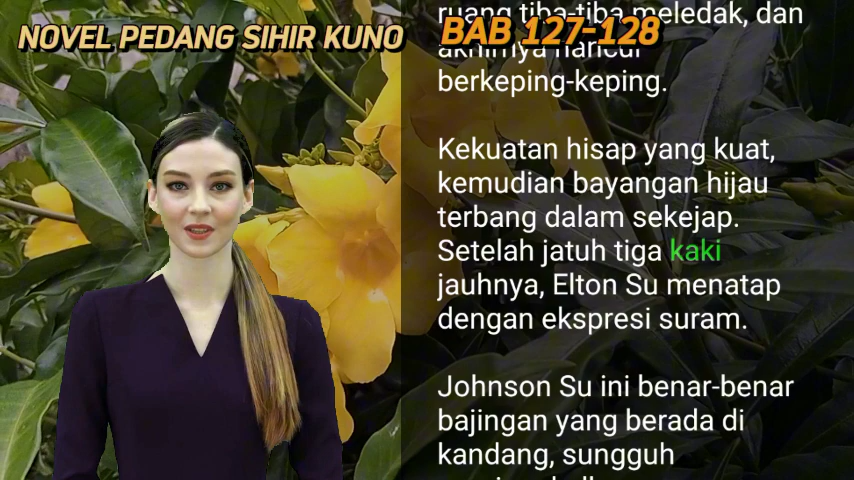 NOVEL PEDANG SIHIR KUNO
BAB 127-128
ruang tiba-tiba meledak, dan
akhirnya hancur
berkeping-keping.
Kekuatan hisap yang kuat,
kemudian bayangan hijau
terbang dalam sekejap.
Setelah jatuh tiga kaki
jauhnya, Elton Su menatap
dengan ekspresi suram.
Johnson Su ini benar-benar
bajingan yang berada di
kandang, sungguh